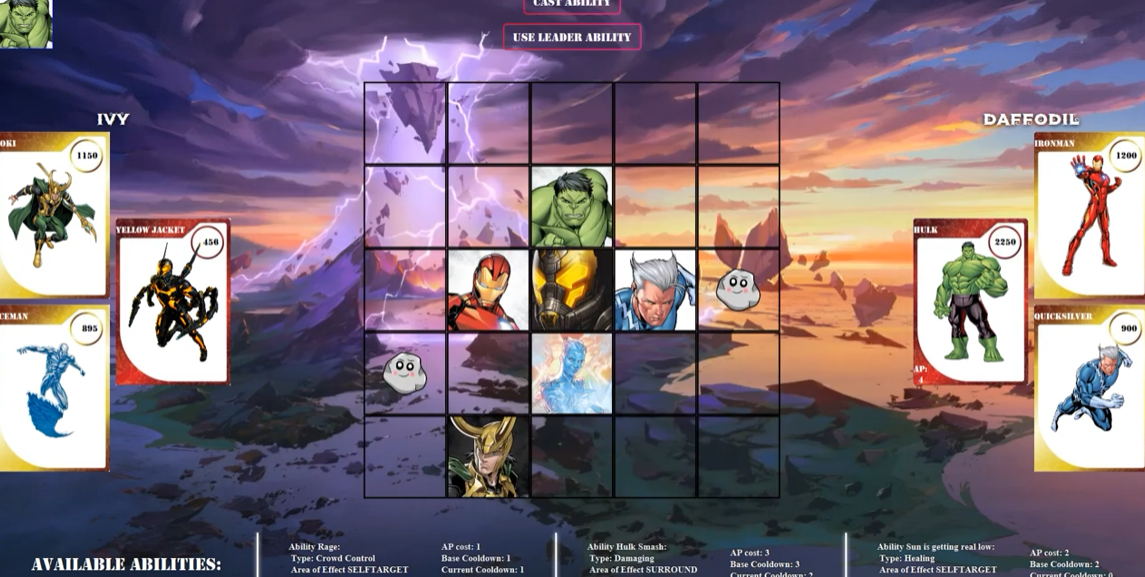 CAST ABILITY
USE LEADER ABILITY
IVY
DAFFODIL
OKI
1150
YELLOW JACKET
456
CEMAN
895
IRONMAN
1200
HULK
2250
AP:
4
QUICKSILVER
900
AVAILABLE ABILITIES:
Ability Rage:
Type: Crowd Control
Area of Effect SELFTARGET
AP cost: 1
Base Cooldown: 1
Current Cooldown: 1
Ability Hulk Smash:
Type: Damaging
Area of Effect SURROUND
AP cost: 3
Base Cooldown: 3
Current Cooldown: 2
Ability Sun is getting real low:
Type: Healing
Area of Effect SELFTARGET
AP cost: 2
Base Cooldown: 2
Current Cooldown: 0